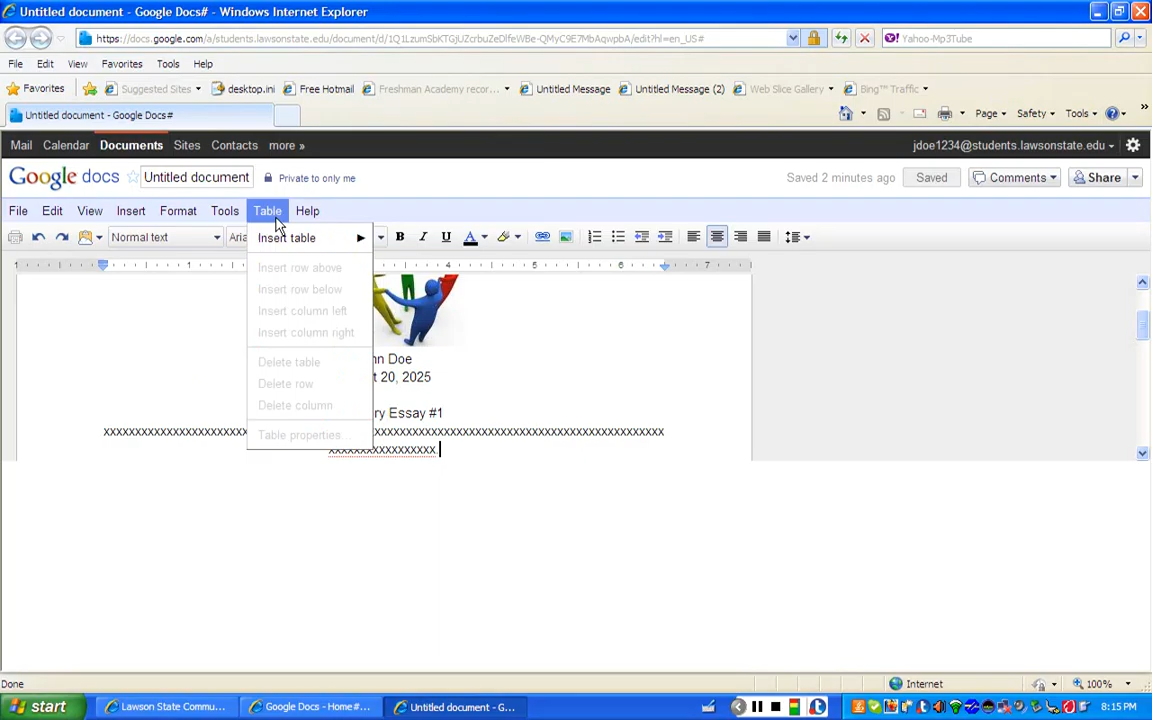 Untitled document - Google Docs# - Windows Internet Explorer
https://docs.google.com/a/students.lawsonstate.edu/document/d/1Q1LzumSbKTGjUZcrbuZeDlfeWBe-QMyC9E7MbAqwpbA/edit?hl=en_US#
Yahoo-Mp3Tube
File Edit View Favorites Tools Help
Favorites Suggested Sites desktop.ini Free Hotmail Freshman Academy recor... Untitled Message Untitled Message (2) Web Slice Gallery Bing™ Traffic
Untitled document - Google Docs# Page Safety Tools »
Mail Calendar Documents Sites Contacts more » jdoe1234@students.lawsonstate.edu
Google docs Untitled document Private to only me Saved 2 minutes ago Saved Comments Share
File Edit View Insert Format Tools Table Help
Normal text Aria B I U A
Insert table
1 1 4 5 6 7
Insert row above
Insert row below
Insert column left
Insert column right
Delete table
Delete row
Delete column
Table properties...
nn Doe
t 20, 2025
ry Essay #1
Done Internet 100%
start Lawson State Commu... Google Docs - Home#... Untitled document - G... 8:15 PM